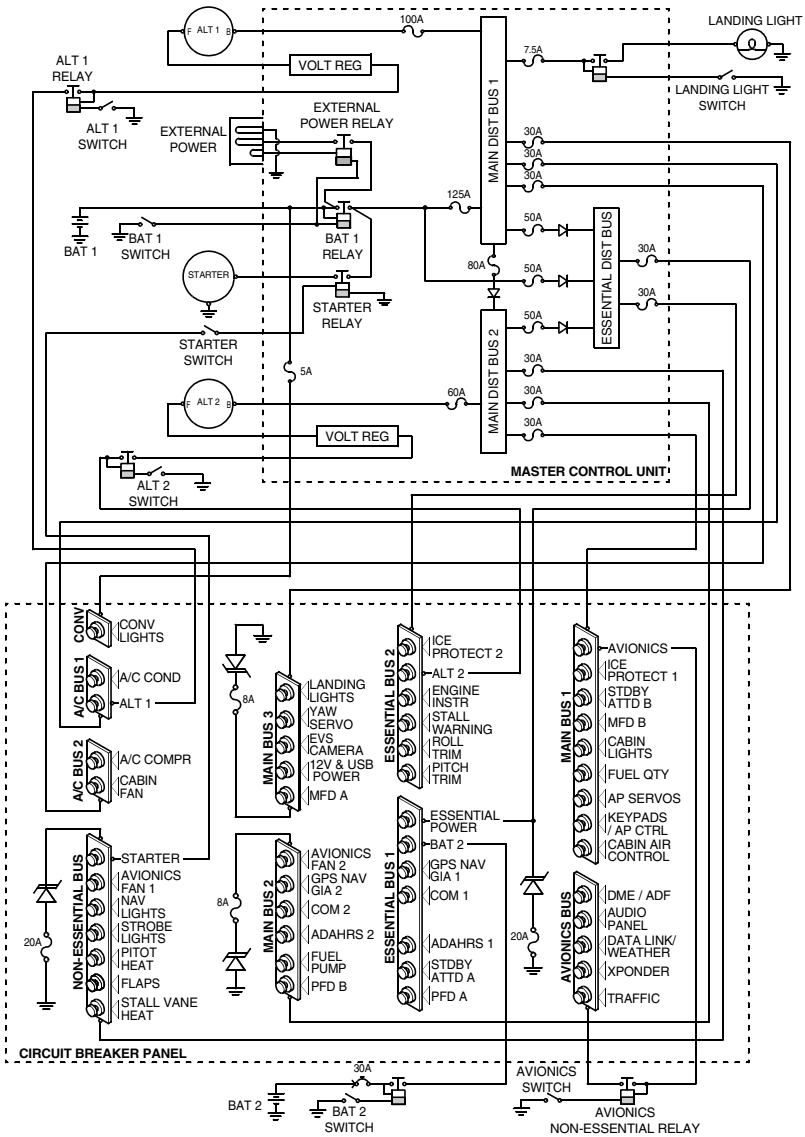 100A
LANDING LIGHT
F ALT 1 B
7.5A
ALT 1
RELAY
VOLT REG
MAIN DIST BUS 1
LANDING LIGHT
SWITCH
ALT 1
SWITCH
EXTERNAL
POWER
EXTERNAL
POWER RELAY
30A
30A
30A
125A
BAT 1
BAT 1
SWITCH
BAT 1
RELAY
50A
ESSENTIAL DIST BUS
30A
80A
STARTER
50A
30A
STARTER
RELAY
STARTER
SWITCH
50A
MAIN DIST BUS 2
5A
30A
F ALT 2 B
60A
30A
30A
VOLT REG
MASTER CONTROL UNIT
ALT 2
SWITCH
CONV
CONV
LIGHTS
A/C BUS 1
A/C COND
ALT 1
A/C BUS 2
A/C COMPR
CABIN
FAN
NON-ESSENTIAL BUS
STARTER
AVIONICS
FAN 1
NAV
LIGHTS
STROBE
LIGHTS
PITOT
HEAT
FLAPS
STALL VANE
HEAT
20A
8A
MAIN BUS 3
LANDING
LIGHTS
YAW
SERVO
EVS
CAMERA
12V & USB
POWER
MFD A
8A
MAIN BUS 2
AVIONICS
FAN 2
GPS NAV
GIA 2
COM 2
ADAHRS 2
FUEL
PUMP
PFD B
ESSENTIAL BUS 2
ICE
PROTECT 2
ALT 2
ENGINE
INSTR
STALL
WARNING
ROLL
TRIM
PITCH
TRIM
ESSENTIAL BUS 1
ESSENTIAL
POWER
BAT 2
GPS NAV
GIA 1
COM 1
ADAHRS 1
STDBY
ATTD A
PFD A
20A
MAIN BUS 1
AVIONICS
ICE
PROTECT 1
STDBY
ATTD B
MFD B
CABIN
LIGHTS
FUEL QTY
AP SERVOS
KEYPADS
/ AP CTRL
CABIN AIR
CONTROL
AVIONICS BUS
DME / ADF
AUDIO
PANEL
DATA LINK/
WEATHER
XPONDER
TRAFFIC
CIRCUIT BREAKER PANEL
30A
BAT 2
BAT 2
SWITCH
AVIONICS
SWITCH
AVIONICS
NON-ESSENTIAL RELAY